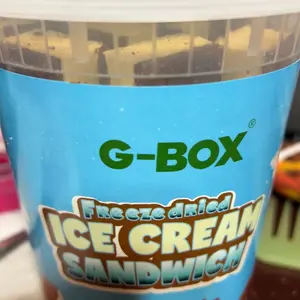 G-BOX®
Freeze dried
ICE CREAM
SANDWICH